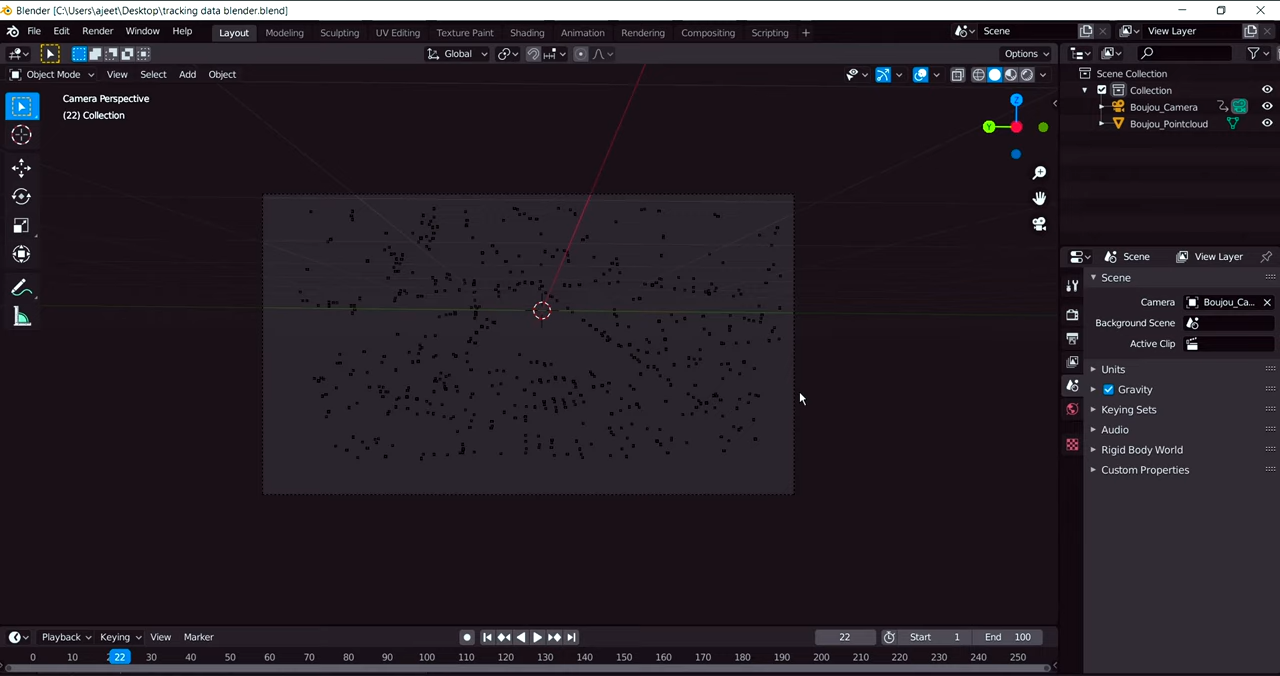 Blender [C:\Users\ajeet\Desktop\tracking data blender.blend]
File Edit Render Window Help Layout Modeling Sculpting UV Editing Texture Paint Shading Animation Rendering Compositing Scripting + Scene View Layer
Global Options
Object Mode View Select Add Object
Scene Collection
Collection
Boujou_Camera
Boujou_Pointcloud
Camera Perspective
(22) Collection
Z
Y
Scene View Layer
Scene
Camera Boujou_Ca...
Background Scene
Active Clip
Units
Gravity
Keying Sets
Audio
Rigid Body World
Custom Properties
Playback Keying View Marker 22 Start 1 End 100
0 10 22 30 40 50 60 70 80 90 100 110 120 130 140 150 160 170 180 190 200 210 220 230 240 250